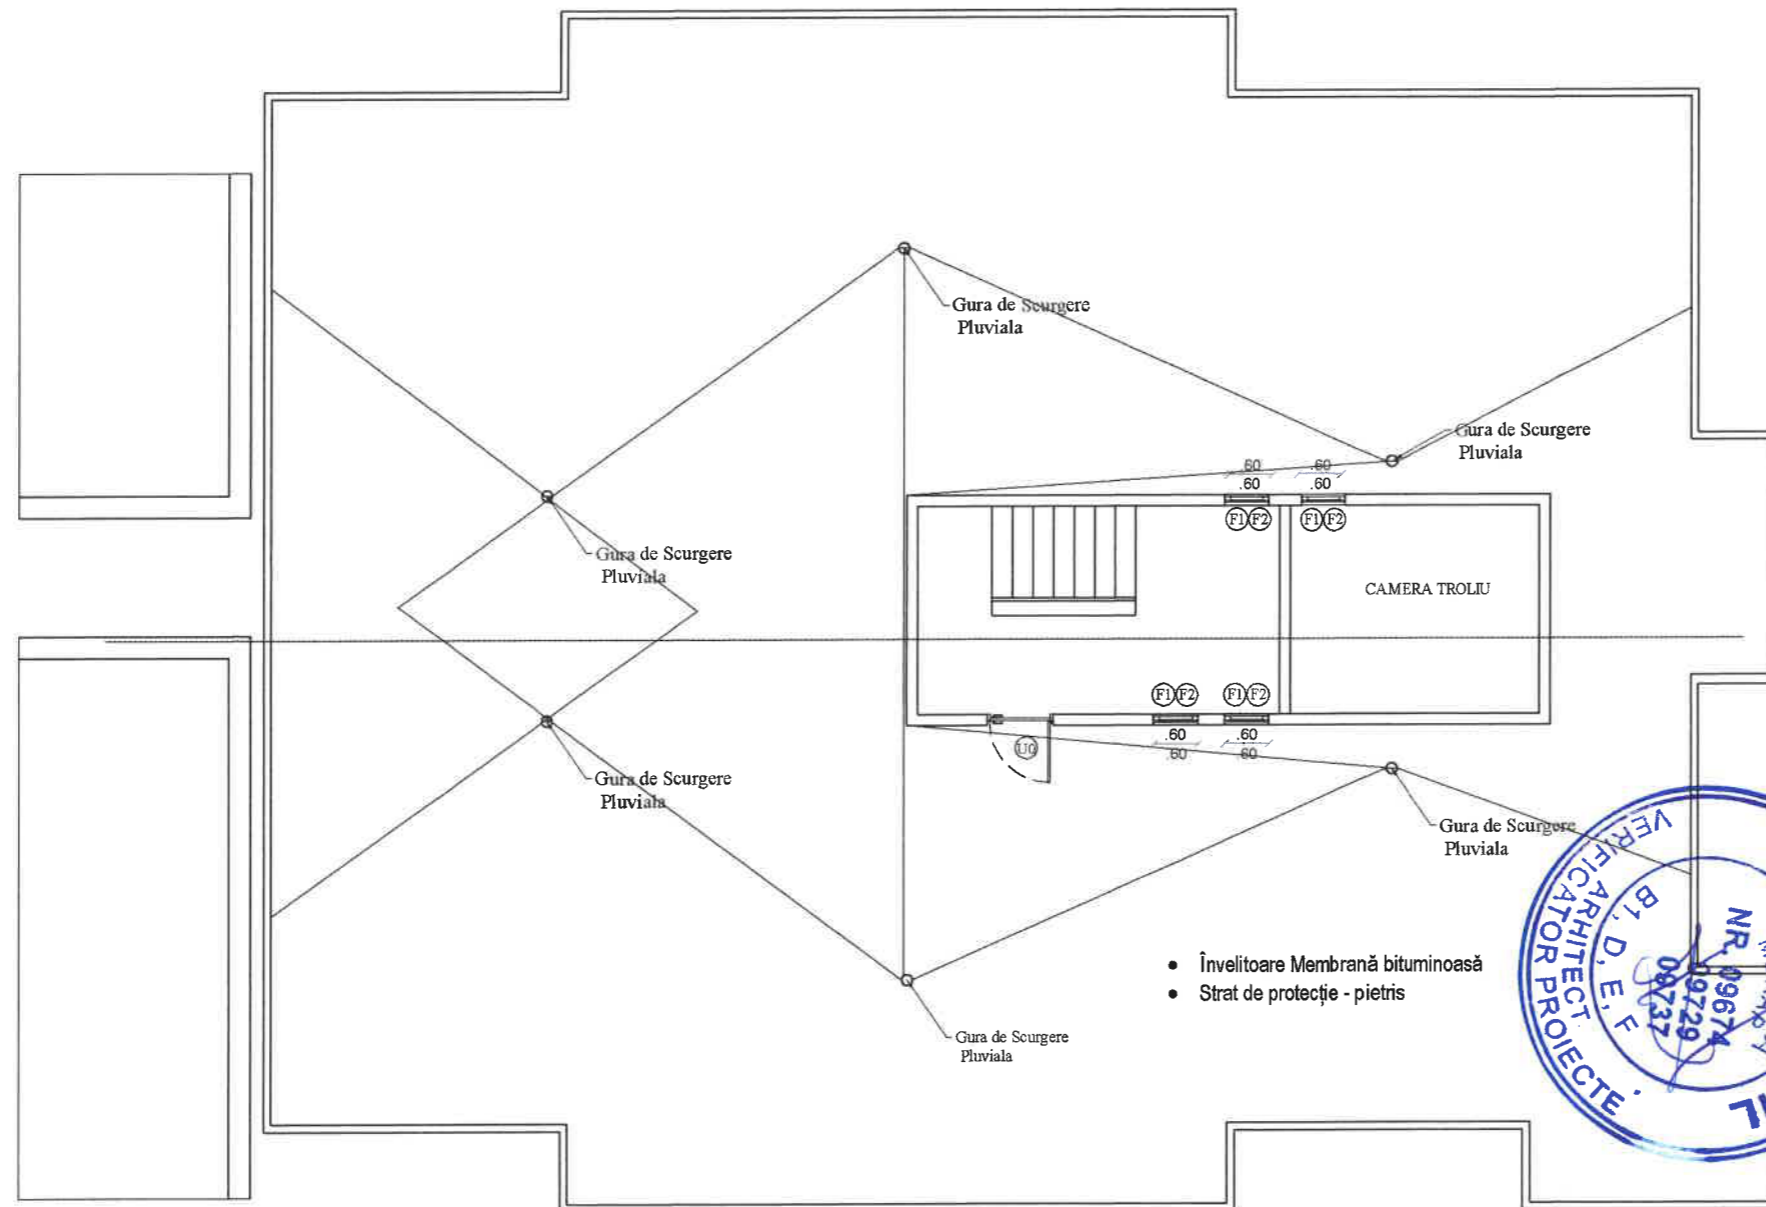 Gura de Scurgere
Pluviala
Gura de Scurgere
Pluviala
.60
.60
.60
.60
F1 F2
F1 F2
Gura de Scurgere
Pluviala
CAMERA TROLIU
F1 F2
F1 F2
.60
.60
.60
.60
U0
Gura de Scurgere
Pluviala
Gura de Scurgere
Pluviala
• Învelitoare Membrană bituminoasă
• Strat de protecție - pietris
Gura de Scurgere
Pluviala
VERIFICATOR PROIECTE
ARHITECT
B1, D, E, F
NR. 09674
09729
09737